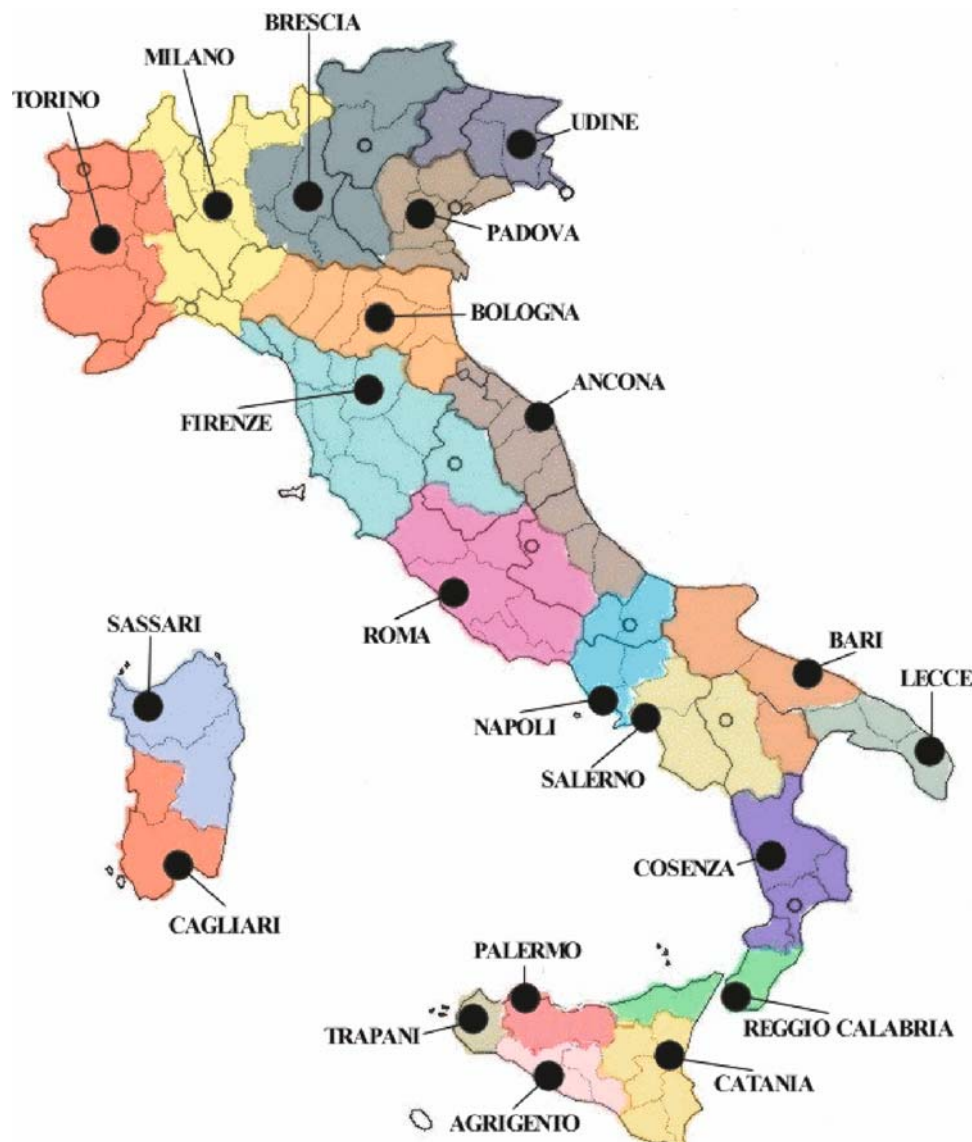 BRESCIA
MILANO
TORINO
UDINE
PADOVA
BOLOGNA
ANCONA
FIRENZE
SASSARI
ROMA
BARI
LECCE
NAPOLI
SALERNO
COSENZA
CAGLIARI
PALERMO
TRAPANI
REGGIO CALABRIA
CATANIA
AGRIGENTO